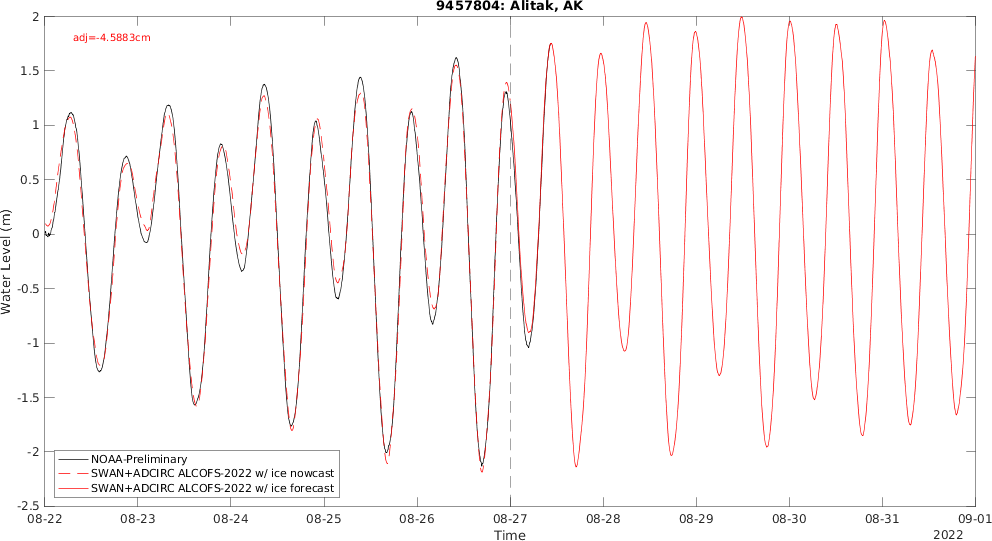 9457804: Alitak, AK
adj=-4.5883cm
2
1.5
1
0.5
0
-0.5
-1
-1.5
-2
-2.5
Water Level (m)
NOAA-Preliminary
SWAN+ADCIRC ALCOFS-2022 w/ ice nowcast
SWAN+ADCIRC ALCOFS-2022 w/ ice forecast
08-22 08-23 08-24 08-25 08-26 08-27 08-28 08-29 08-30 08-31 09-01
Time
2022